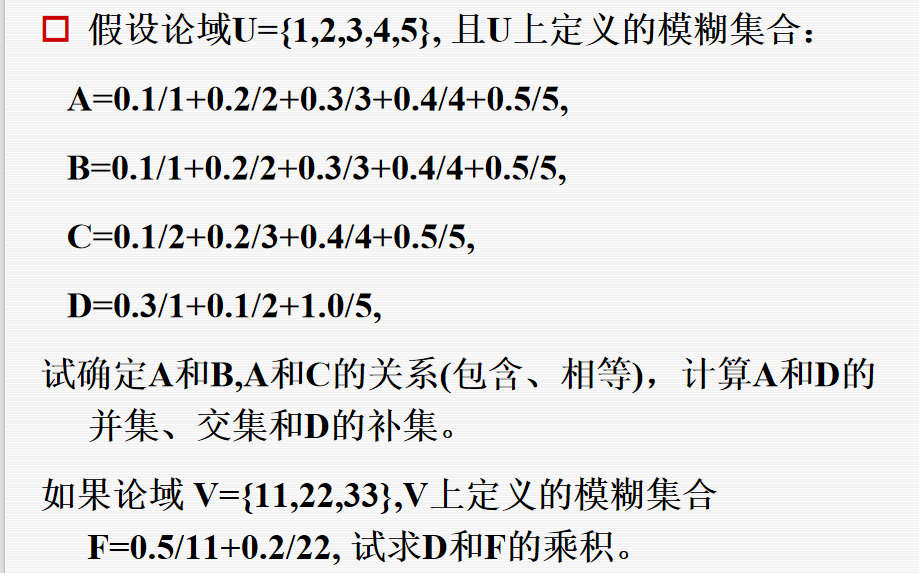 假设论域U={1,2,3,4,5}, 且U上定义的模糊集合：
A=0.1/1+0.2/2+0.3/3+0.4/4+0.5/5,
B=0.1/1+0.2/2+0.3/3+0.4/4+0.5/5,
C=0.1/2+0.2/3+0.4/4+0.5/5,
D=0.3/1+0.1/2+1.0/5,
试确定A和B,A和C的关系(包含、相等)，计算A和D的
并集、交集和D的补集。
如果论域 V={11,22,33},V上定义的模糊集合
F=0.5/11+0.2/22, 试求D和F的乘积。